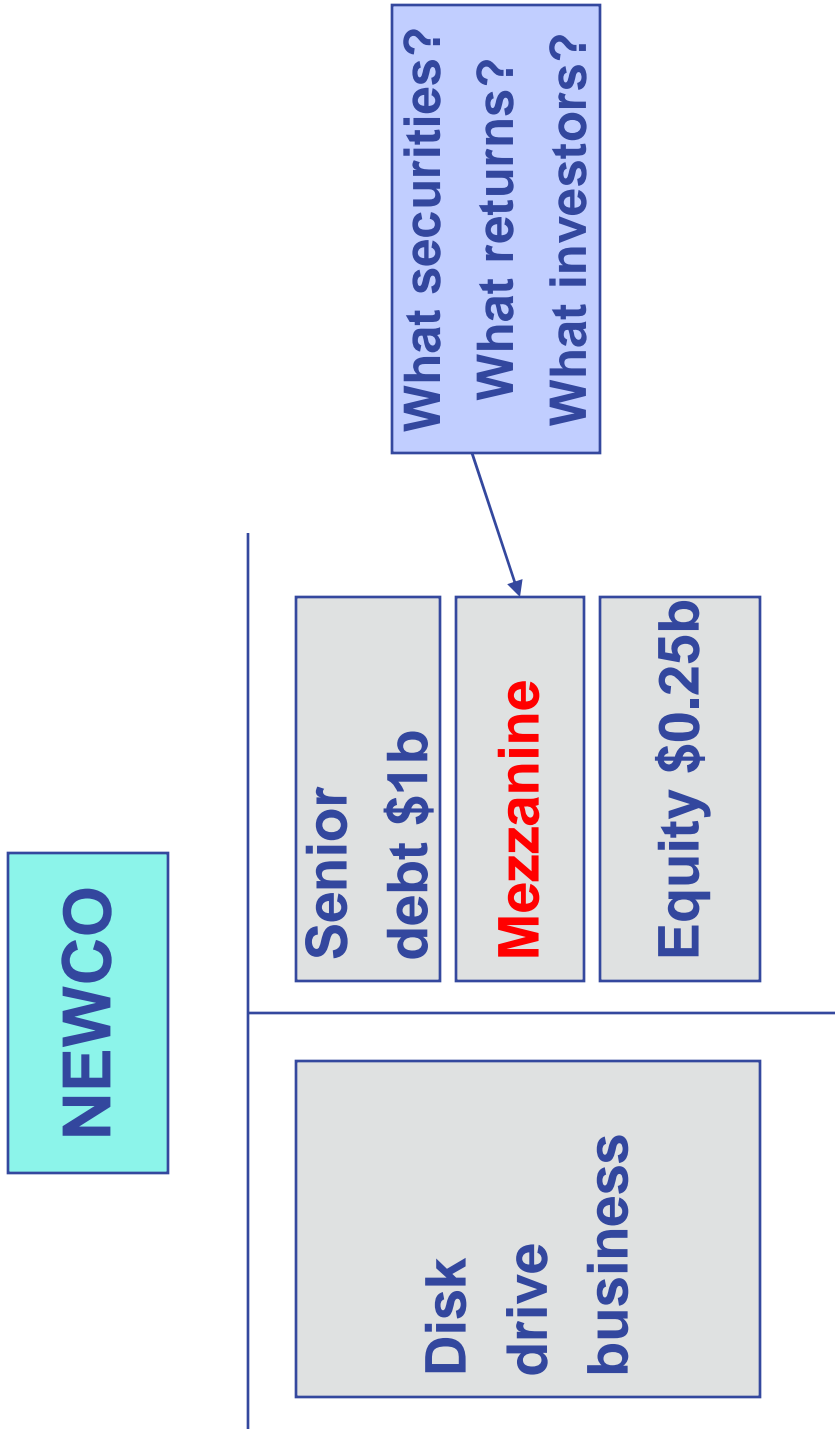 NEWCO
Disk
drive
business
Senior
debt $1b
Mezzanine
Equity $0.25b
What securities?
What returns?
What investors?